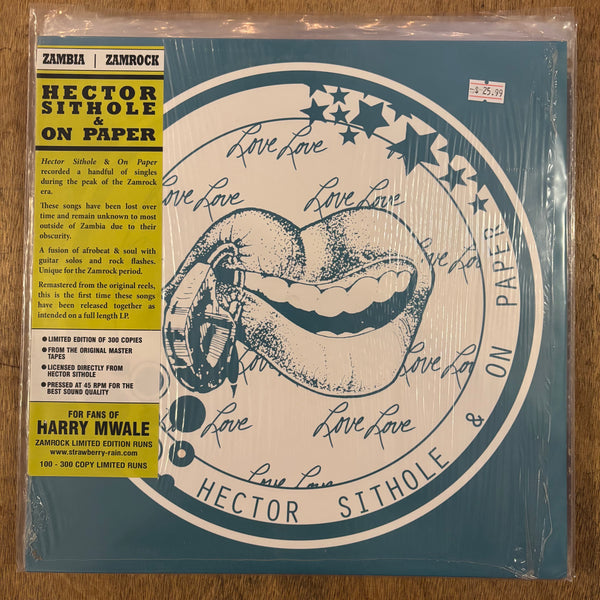 ZAMBIA | ZAMROCK
HECTOR
SITHOLE
&
ON PAPER
Hector Sithole & On Paper
recorded a handful of singles
during the peak of the Zamrock
era.
These songs have been lost over
time and remain unknown to most
outside of Zambia due to their
obscurity.
A fusion of afrobeat & soul with
guitar solos and rock flashes.
Unique for the Zamrock period.
Remastered from the original reels,
this is the first time these songs
have been released together as
intended on a full length LP.
● LIMITED EDITION OF 300 COPIES
● FROM THE ORIGINAL MASTER
TAPES
● LICENSED DIRECTLY FROM
HECTOR SITHOLE
● PRESSED AT 45 RPM FOR THE
BEST SOUND QUALITY
FOR FANS OF
HARRY MWALE
ZAMROCK LIMITED EDITION RUNS
www.strawberry-rain.com
100 - 300 COPY LIMITED RUNS
$ 25.99
Love Love
Love Love
Love Love
Love
Love Lo
Love
Love Love
Love Love
HECTOR SITHOLE & ON PAPER